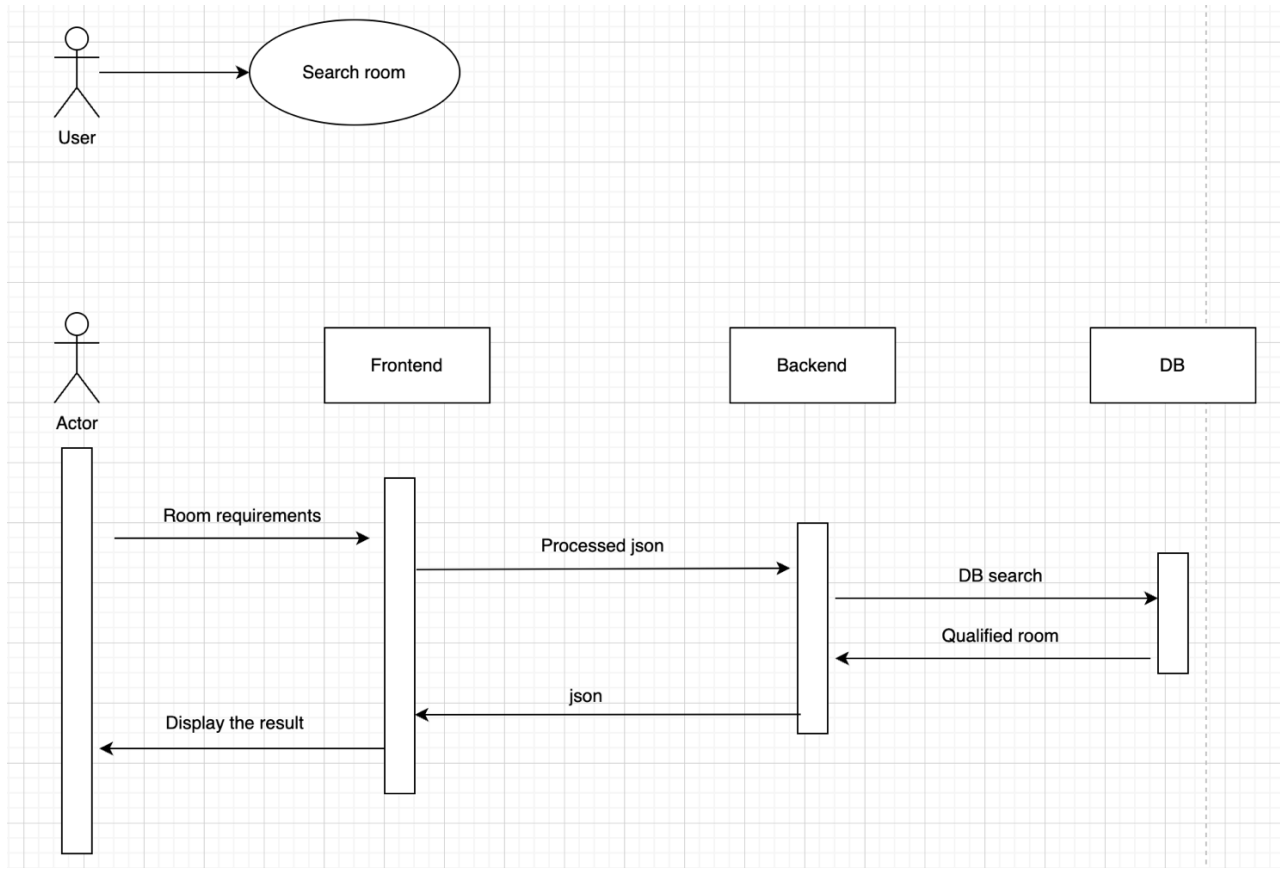 Search room
User
Actor
Frontend
Backend
DB
Room requirements
Processed json
DB search
Qualified room
json
Display the result